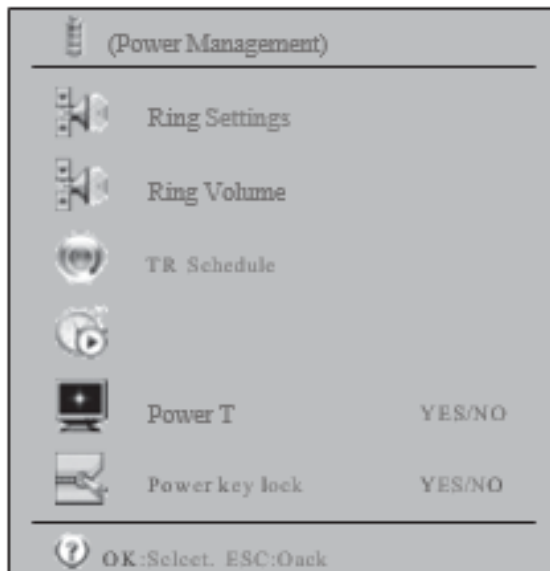 (Power Management)
Ring Settings
Ring Volume
TR Schedule
Power T YES/NO
Power key lock YES/NO
OK:Select. ESC:Oack